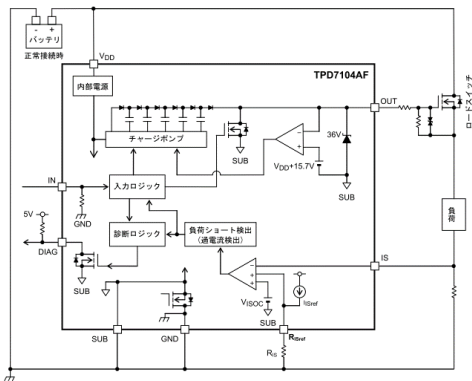 - +
バッテリ
正常接続時
VDD
TPD7104AF
内部電源
OUT
ロードスイッチ
チャージポンプ
SUB
36V
VDD+15.7V
SUB
IN
入力ロジック
GND
5V
診断ロジック
負荷ショート検出
(過電流検出)
負荷
DIAG
IS
SUB
VISOC
IISref
SUB
SUB
GND
RISref
RIS